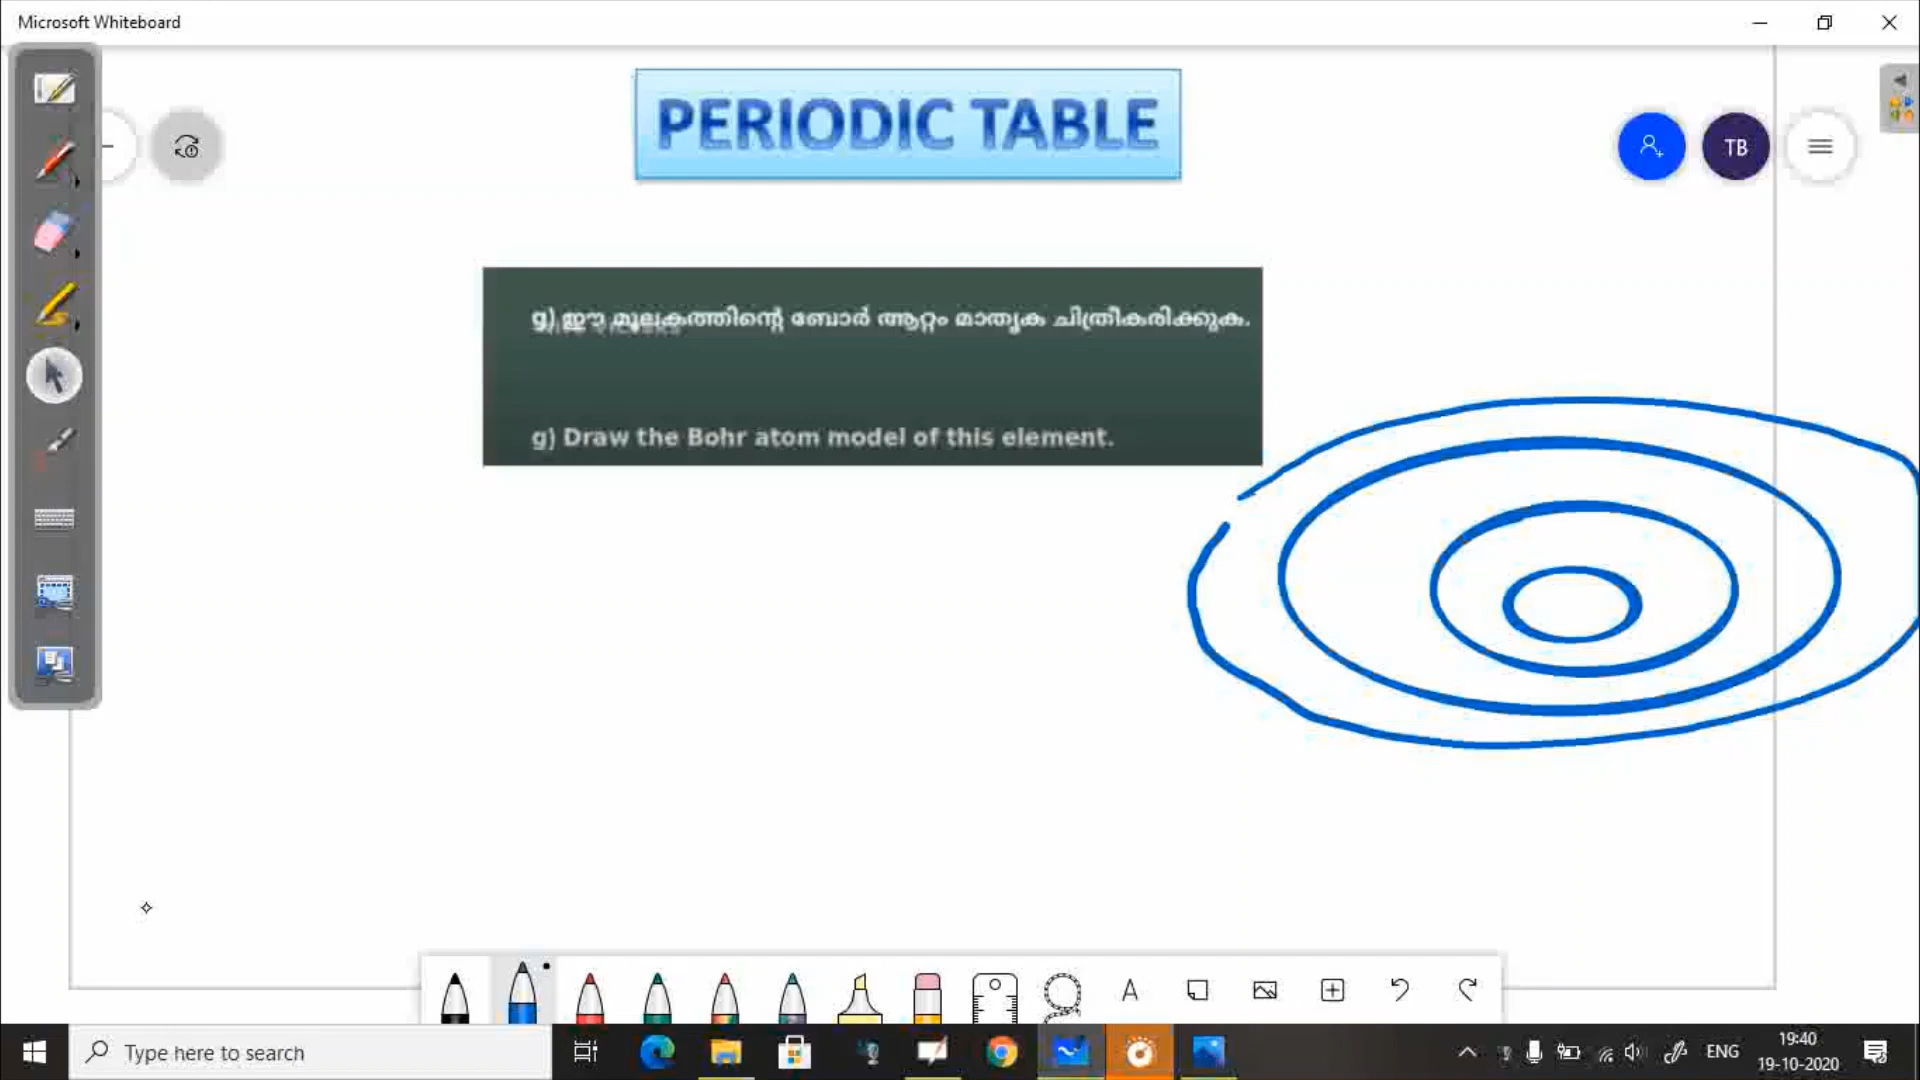 Microsoft Whiteboard
PERIODIC TABLE
TB
g) ഈ മൂലകത്തിന്റെ ബോർ ആറ്റം മാതൃക ചിത്രീകരിക്കുക.
g) Draw the Bohr atom model of this element.
Type here to search
ENG
19:40
19-10-2020